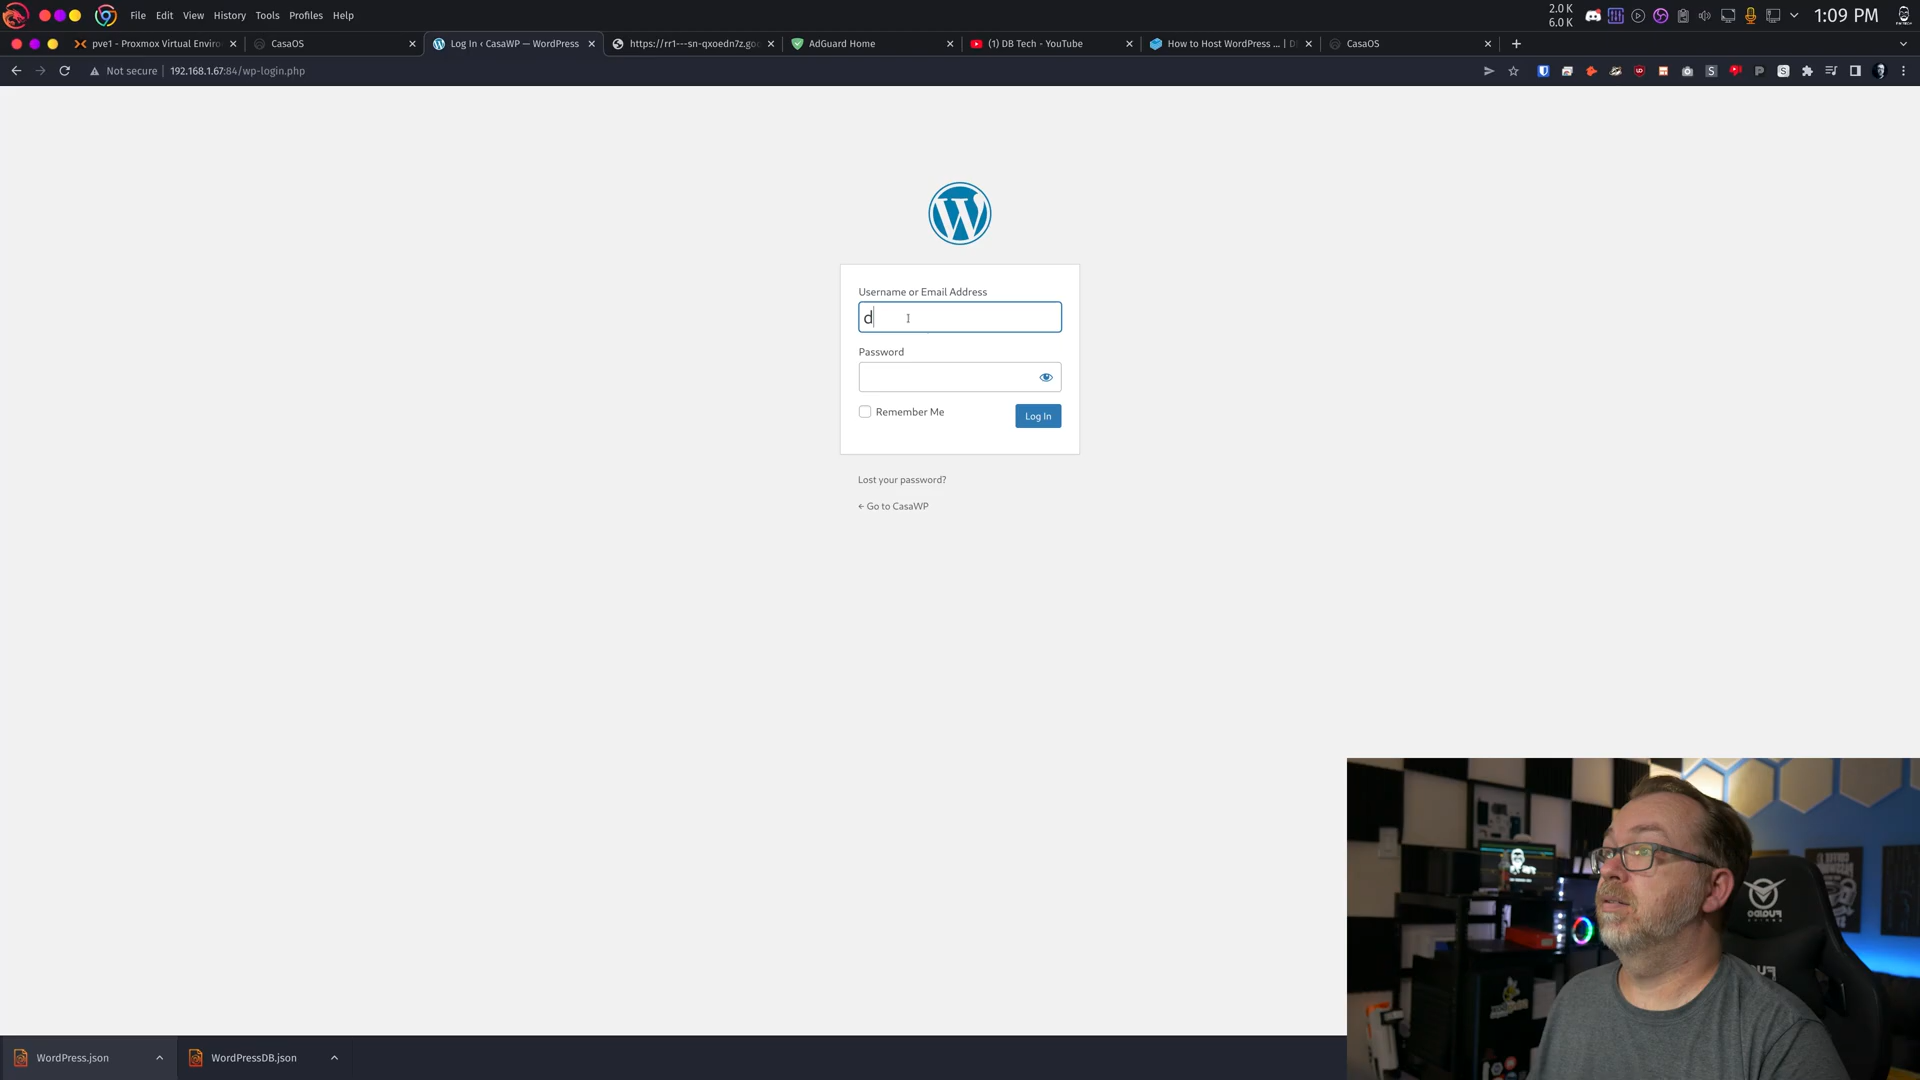 File Edit View History Tools Profiles Help
2.0 K
6.0 K
1:09 PM
pve1 - Proxmox Virtual Enviro
CasaOS
Log In ‹ CasaWP — WordPress
https://rr1---sn-qxoedn7z.goo
AdGuard Home
(1) DB Tech - YouTube
How to Host WordPress ... | D
CasaOS
Not secure 192.168.1.67:84/wp-login.php
Username or Email Address
d
Password
Remember Me
Log In
Lost your password?
← Go to CasaWP
WordPress.json
WordPressDB.json